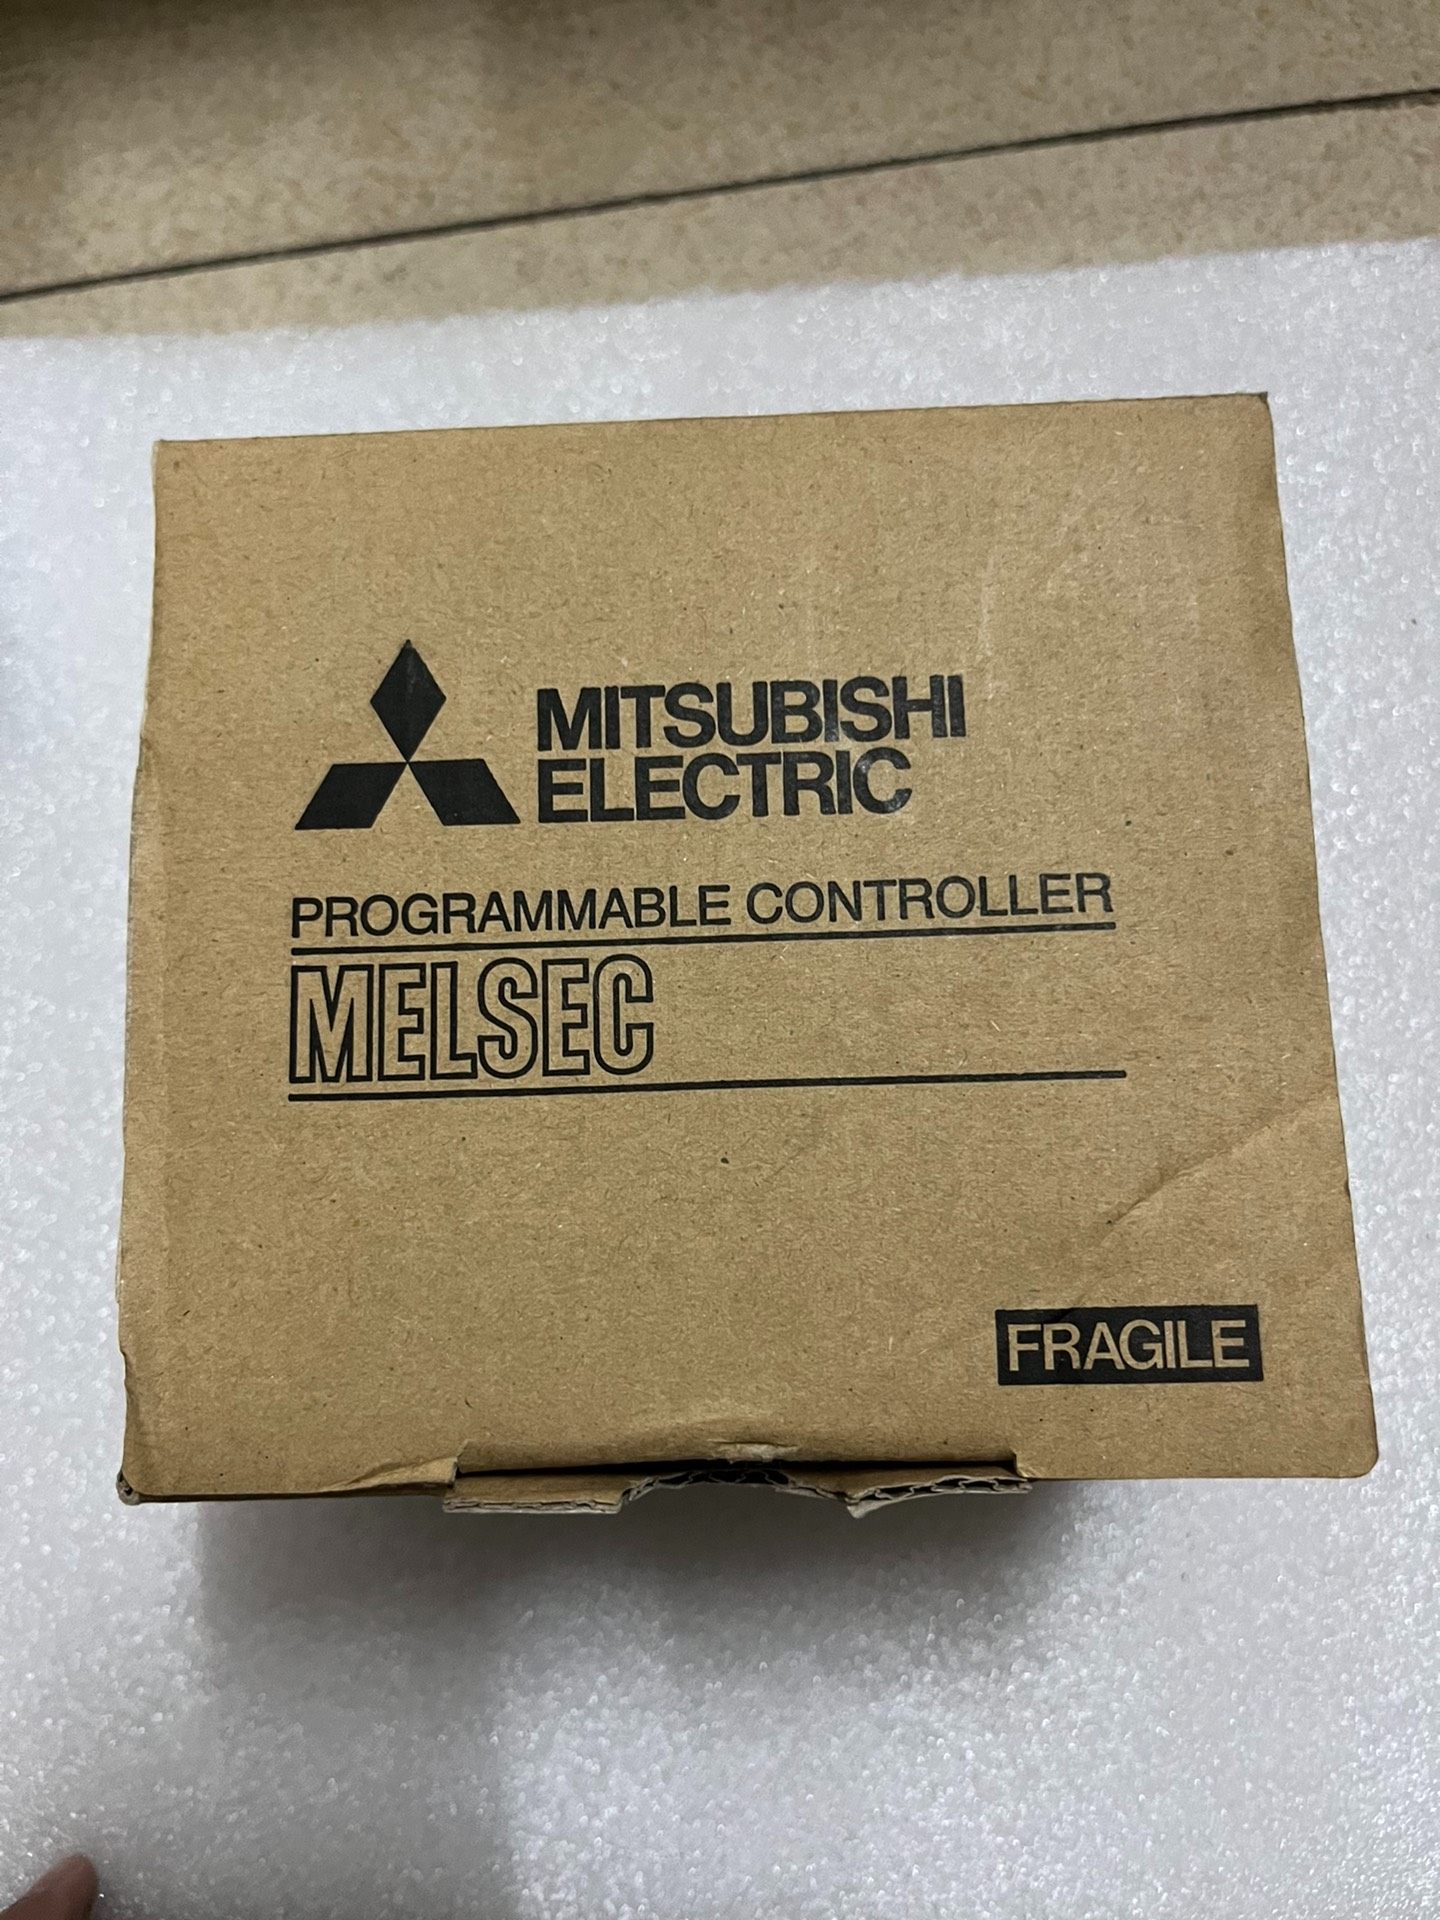 MITSUBISHI
ELECTRIC
PROGRAMMABLE CONTROLLER
MELSEC
FRAGILE